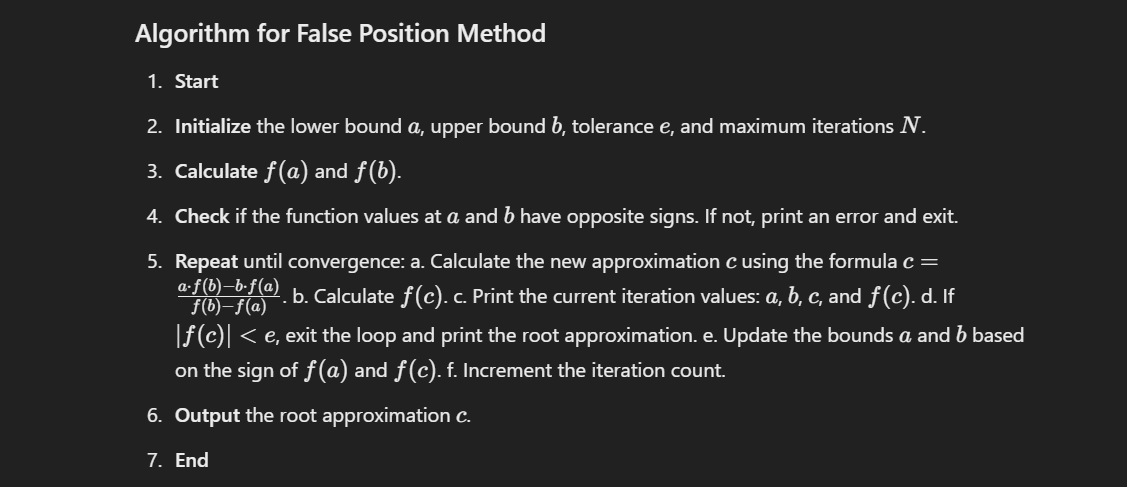 Algorithm for False Position Method
1. Start
2. Initialize the lower bound a, upper bound b, tolerance e, and maximum iterations N.
3. Calculate f(a) and f(b).
4. Check if the function values at a and b have opposite signs. If not, print an error and exit.
5. Repeat until convergence: a. Calculate the new approximation c using the formula c =
a·f(b)−b·f(a) / f(b)−f(a) . b. Calculate f(c). c. Print the current iteration values: a, b, c, and f(c). d. If
|f(c)| < e, exit the loop and print the root approximation. e. Update the bounds a and b based
on the sign of f(a) and f(c). f. Increment the iteration count.
6. Output the root approximation c.
7. End